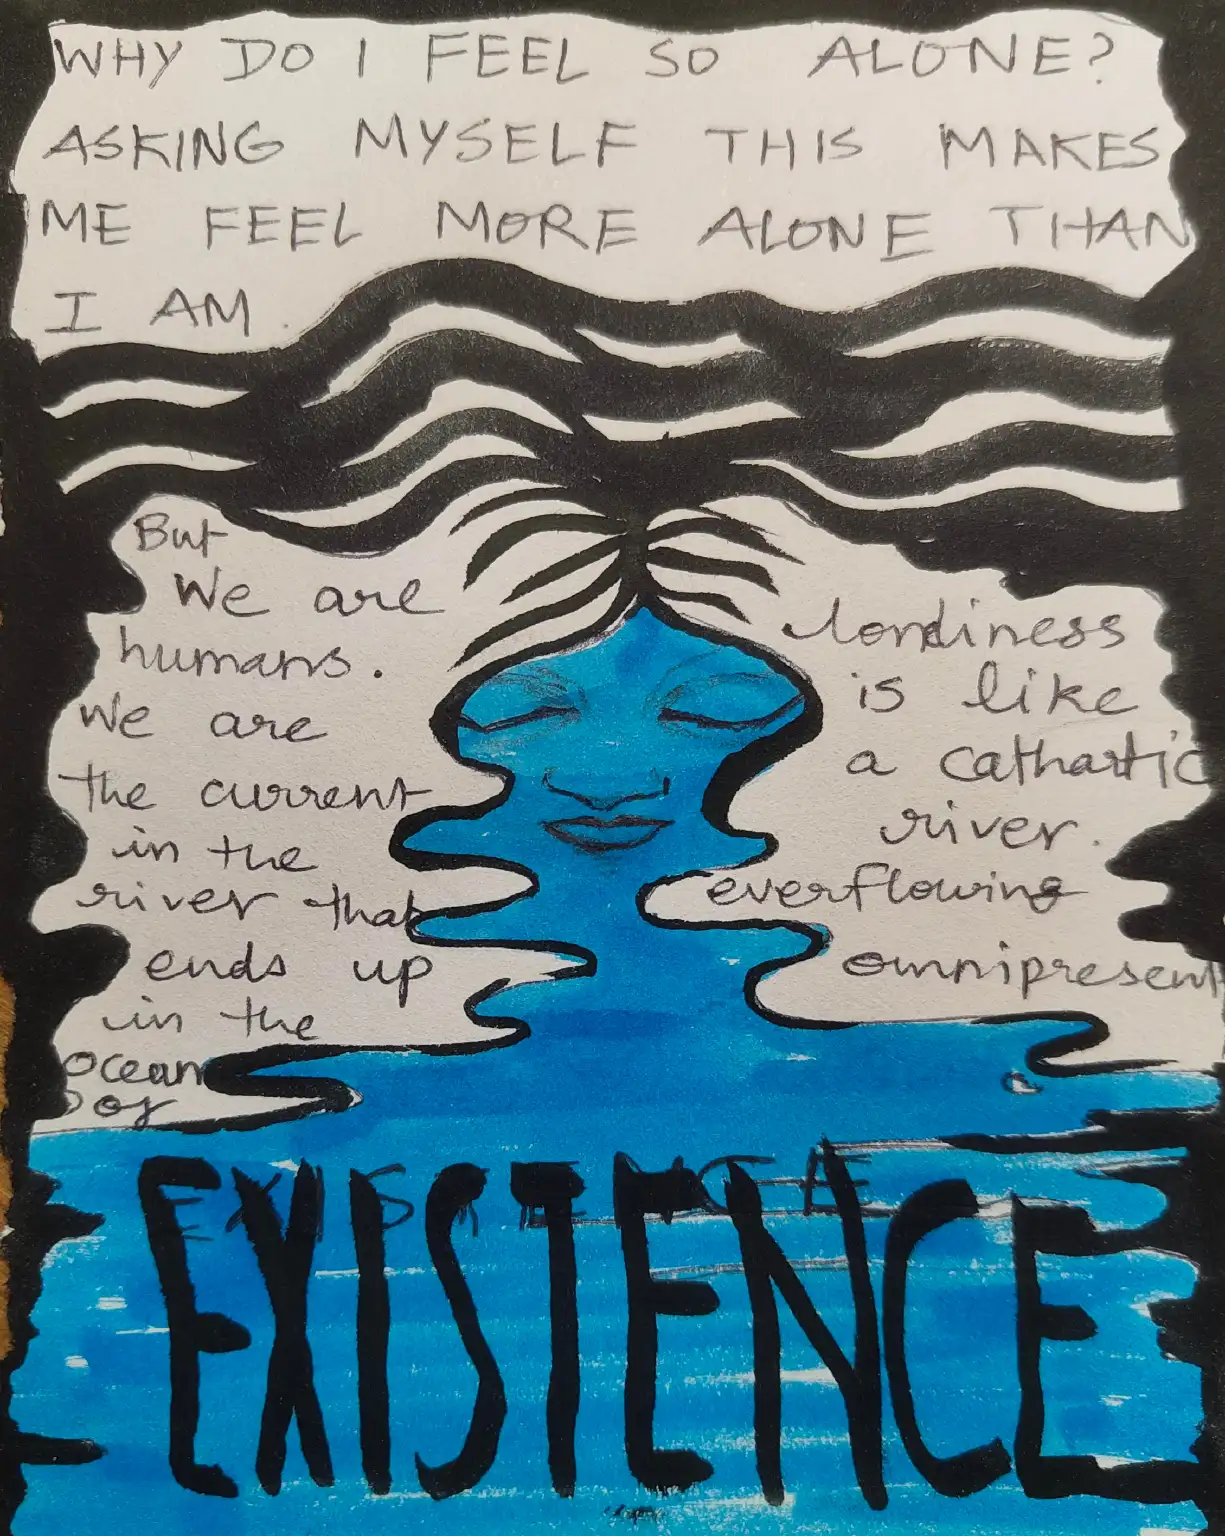 WHY DO I FEEL SO ALONE?
ASKING MYSELF THIS MAKES
ME FEEL MORE ALONE THAN
I AM.
But
We are
humans.
We are
the current
in the
river that
ends up
in the
ocean
of
loneliness
is like
a cathartic
river.
everflowing
omnipresent
EXISTENCE
EXISTENCE